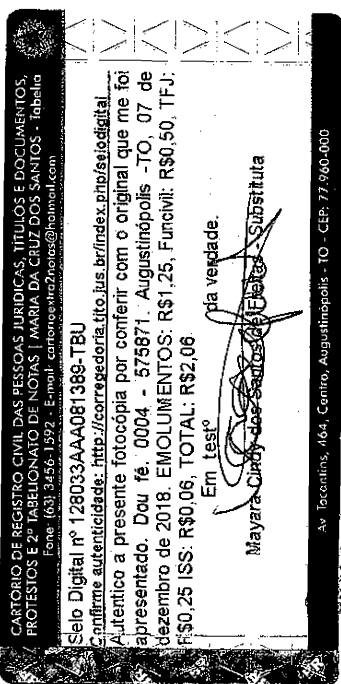 CARTÓRIO DE REGISTRO CIVIL DAS PESSOAS JURÍDICAS, TÍTULOS E DOCUMENTOS,
PROTESTOS E 2º TABELIONATO DE NOTAS | MARIA DA CRUZ DOS SANTOS - Tabeliã
Fone: (63) 3456-1592 - E-mail: cartorioextra2notas@hotmail.com
Selo Digital nº 128033AAA081389-TBU
Confirme autenticidade: http://corregedoria.tjto.jus.br/index.php/selodigital
Autentico a presente fotocópia por conferir com o original que me foi
apresentado. Dou fé. 0004 - 575871. Augustinópolis -TO, 07 de
dezembro de 2018. EMOLUMENTOS: R$1,25, Funcivil: R$0,50, TFJ:
R$0,25 ISS: R$0,06, TOTAL: R$2,06
Em testº da verdade.
Mayara Cindy dos Santos de Freitas - Substituta
Av. Tocantins, 464, Centro, Augustinópolis - TO - CEP: 77.960-000